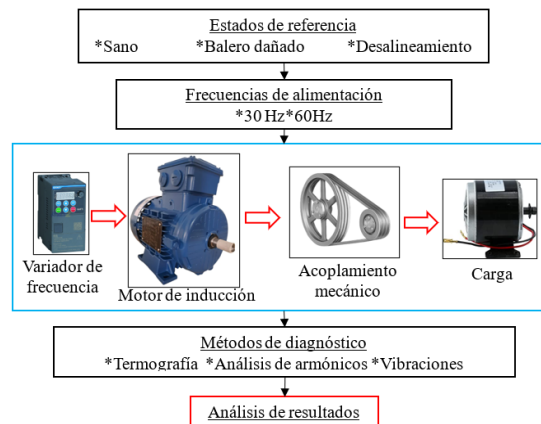 Estados de referencia
*Sano *Balero dañado *Desalineamiento
Frecuencias de alimentación
*30 Hz*60Hz
Variador de
frecuencia
Motor de inducción
Acoplamiento
mecánico
Carga
Métodos de diagnóstico
*Termografía *Análisis de armónicos *Vibraciones
Análisis de resultados